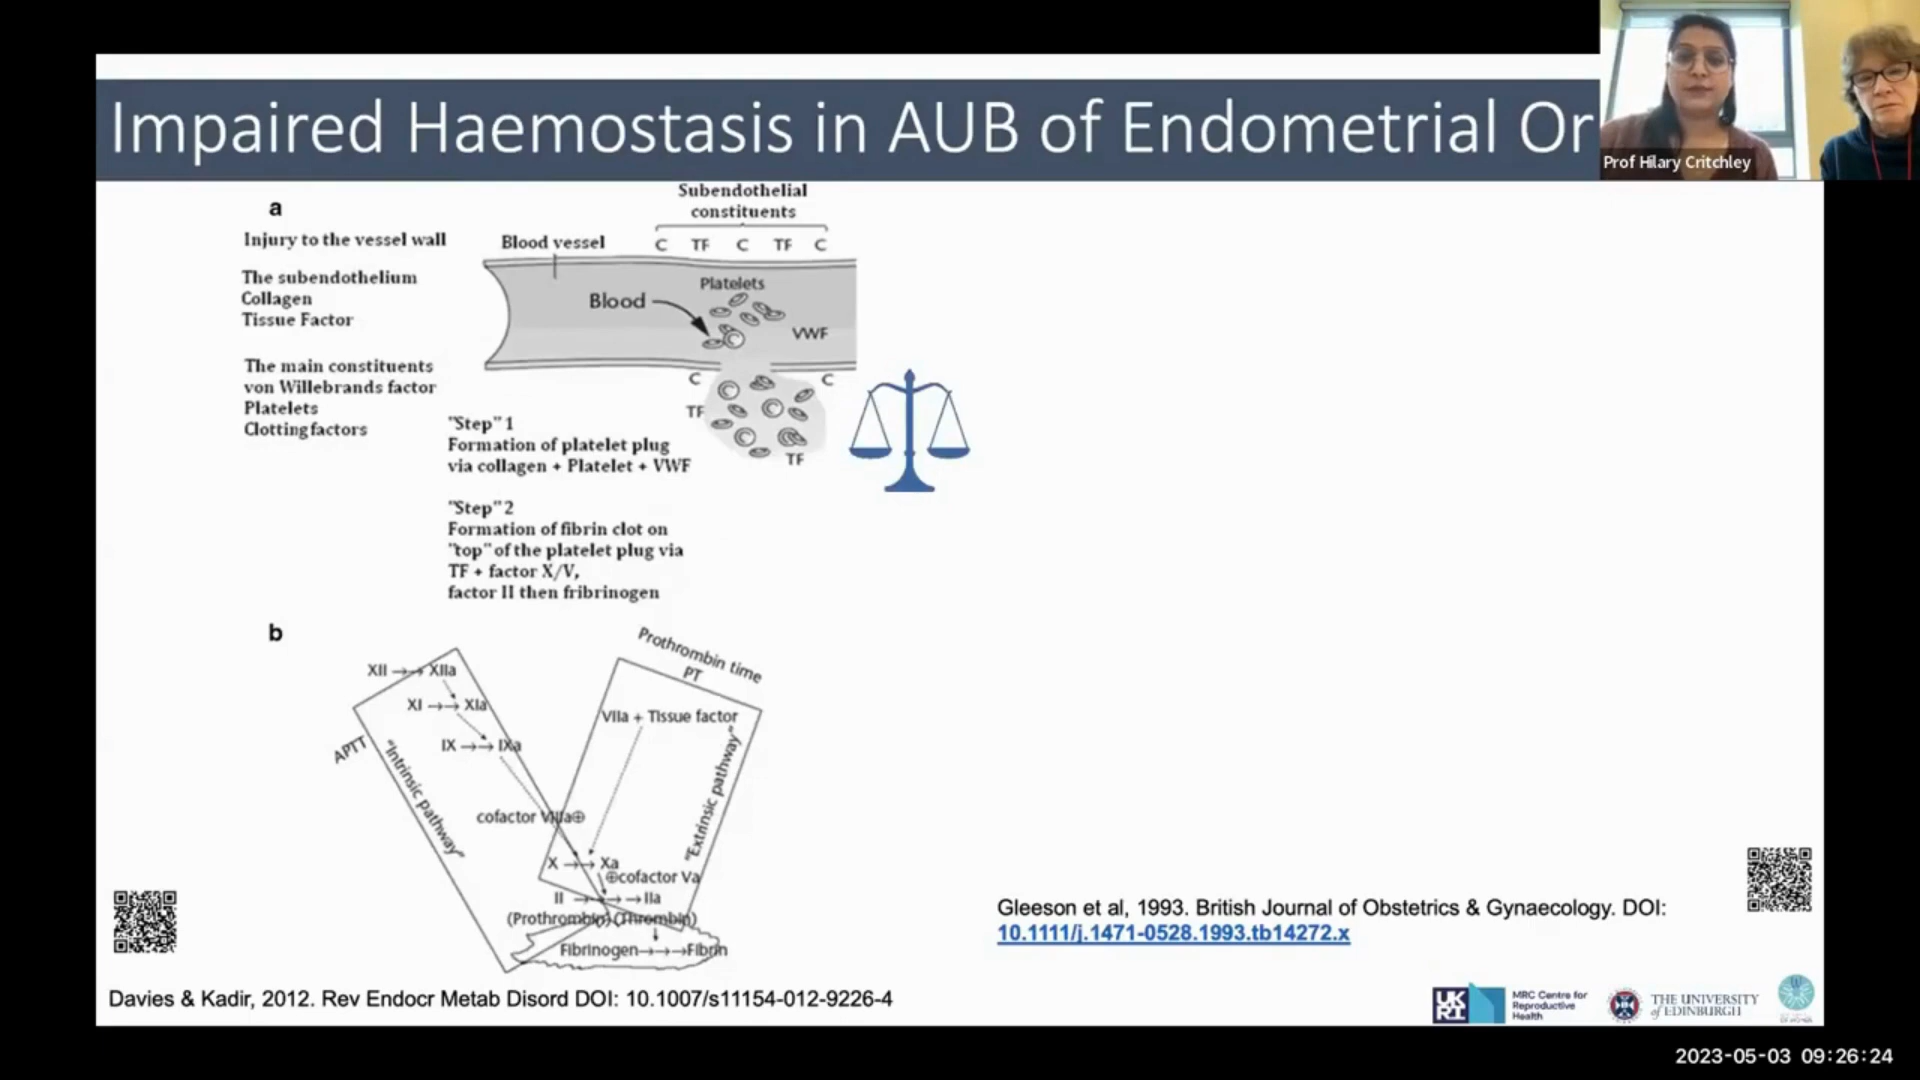 Impaired Haemostasis in AUB of Endometrial Or
Prof Hilary Critchley
a
Injury to the vessel wall
The subendothelium
Collagen
Tissue Factor
The main constituents
von Willebrands factor
Platelets
Clotting factors
Subendothelial
constituents
Blood vessel
C TF C TF C
Platelets
Blood
VWF
C
C
TF
TF
"Step" 1
Formation of platelet plug
via collagen + Platelet + VWF
"Step" 2
Formation of fibrin clot on
"top" of the platelet plug via
TF + factor X/V,
factor II then fribrinogen
b
Prothrombin time
PT
XII →→ XIIa
XI →→ XIa
IX →→ IXa
APTT
"Intrinsic pathway"
VIIa + Tissue factor
"Extrinsic pathway"
cofactor VIIIa⊕
X →→ Xa
⊕cofactor Va
II →→→ IIa
(Prothrombin) (Thrombin)
Fibrinogen→→→Fibrin
Gleeson et al, 1993. British Journal of Obstetrics & Gynaecology. DOI:
10.1111/j.1471-0528.1993.tb14272.x
Davies & Kadir, 2012. Rev Endocr Metab Disord DOI: 10.1007/s11154-012-9226-4
UK
RI
MRC Centre for
Reproductive
Health
THE UNIVERSITY
of EDINBURGH
2023-05-03 09:26:24